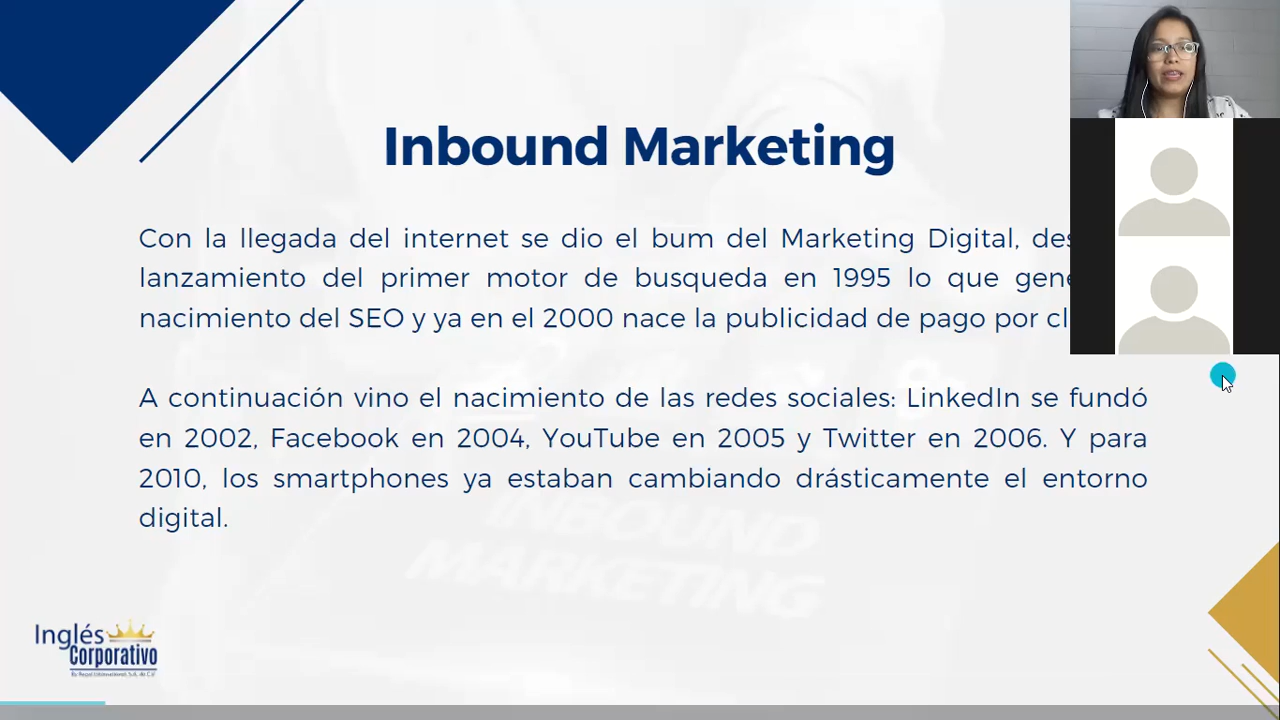 Inbound Marketing
Con la llegada del internet se dio el bum del Marketing Digital,
lanzamiento del primer motor de busqueda en 1995 lo que
nacimiento del SEO y ya en el 2000 nace la publicidad de pago por
A continuación vino el nacimiento de las redes sociales: LinkedIn se fundó
en 2002, Facebook en 2004, YouTube en 2005 y Twitter en 2006. Y para
2010, los smartphones ya estaban cambiando drásticamente el entorno
digital.
INBOUND
MARKETING
Inglés
Corporativo